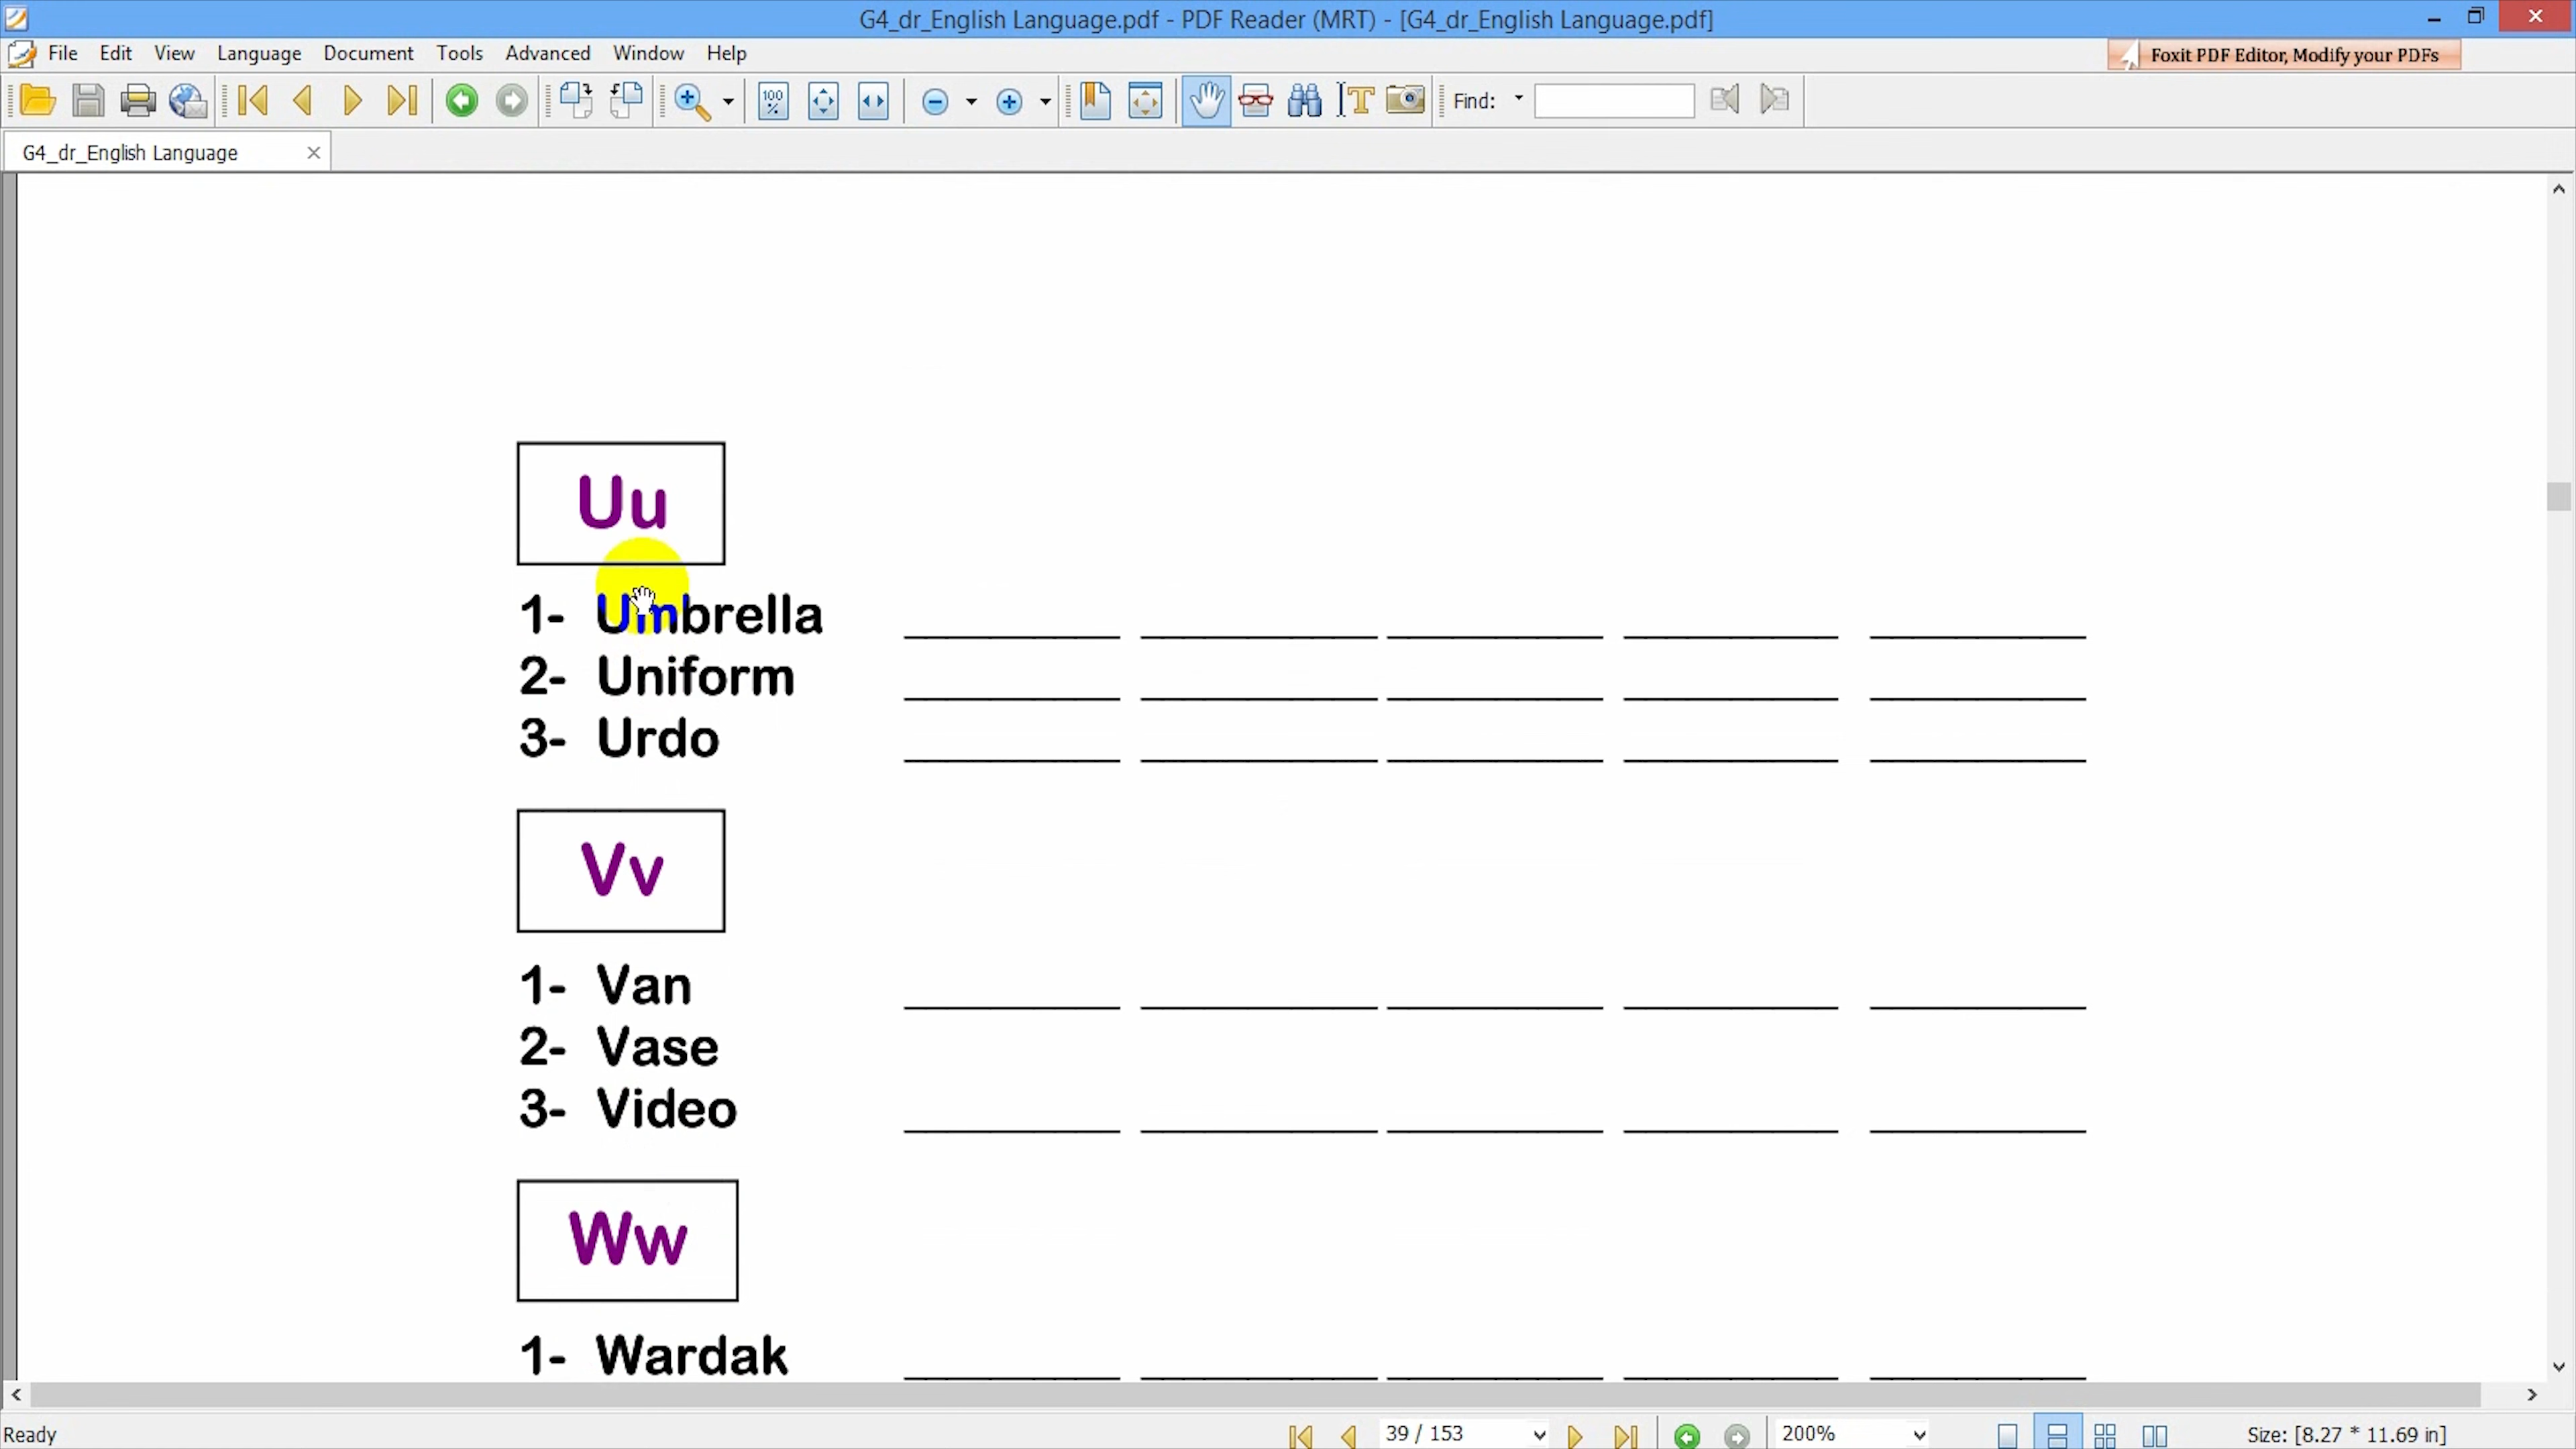 G4_dr_English Language.pdf - PDF Reader (MRT) - [G4_dr_English Language.pdf]
File Edit View Language Document Tools Advanced Window Help
Foxit PDF Editor, Modify your PDFs
100 %
Find:
G4_dr_English Language
Uu
1- Umbrella
2- Uniform
3- Urdo
Vv
1- Van
2- Vase
3- Video
Ww
1- Wardak
Ready
39 / 153
200%
Size: [8.27 * 11.69 in]